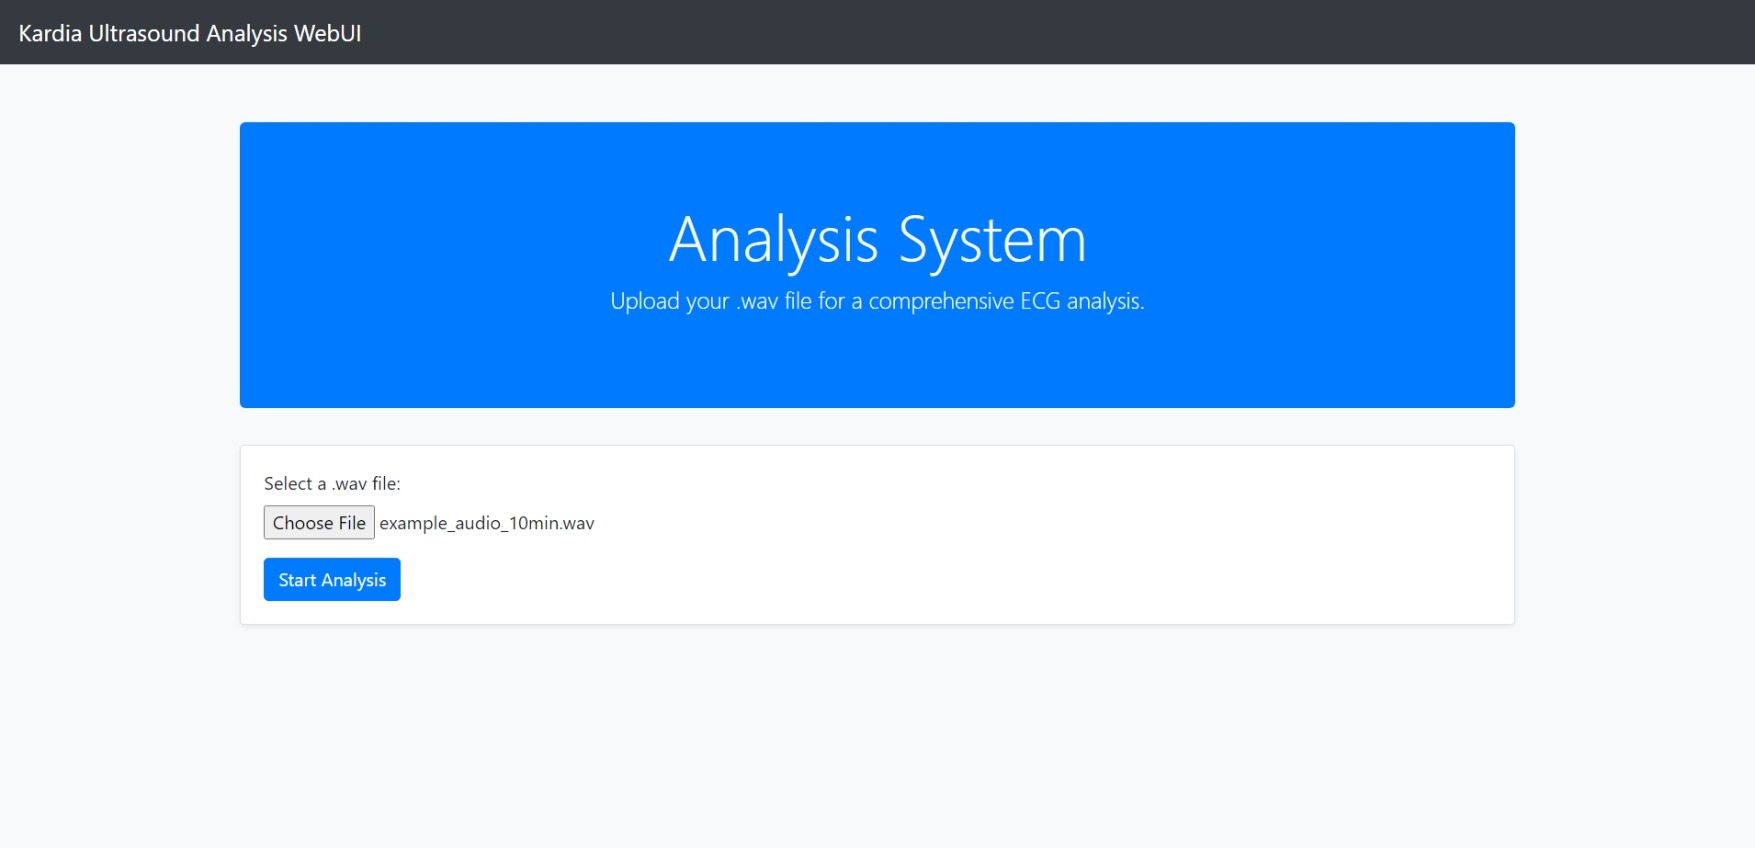 Kardia Ultrasound Analysis WebUI
Analysis System
Upload your .wav file for a comprehensive ECG analysis.
Select a .wav file:
Choose File example_audio_10min.wav
Start Analysis